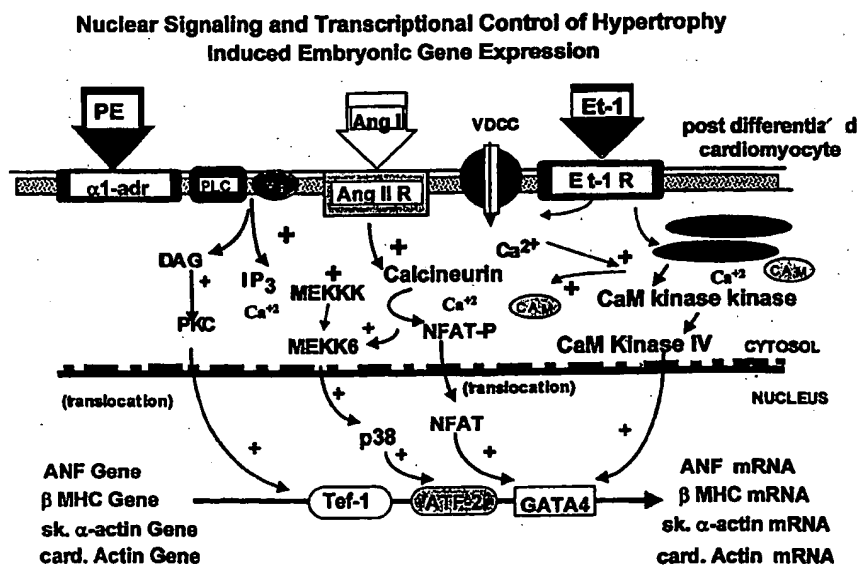 Nuclear Signaling and Transcriptional Control of Hypertrophy
Induced Embryonic Gene Expression
PE
Ang I
VDCC
Et-1
post differentia d
cardiomyocyte
α1-adr
PLC
Ang II R
Et-1 R
DAG
+
IP3
Ca+2
PKC
+
+
MEKKK
MEKK6
+
+
Calcineurin
Ca+2
NFAT-P
Ca2+
+
+
CAM
Ca+2
CAM
CaM kinase kinase
CaM Kinase IV
CYTOSOL
(translocation)
(translocation)
NUCLEUS
+
+
p38
+
NFAT
+
+
ANF Gene
β MHC Gene
sk. α-actin Gene
card. Actin Gene
Tef-1
ATF-2
GATA4
ANF mRNA
β MHC mRNA
sk. α-actin mRNA
card. Actin mRNA